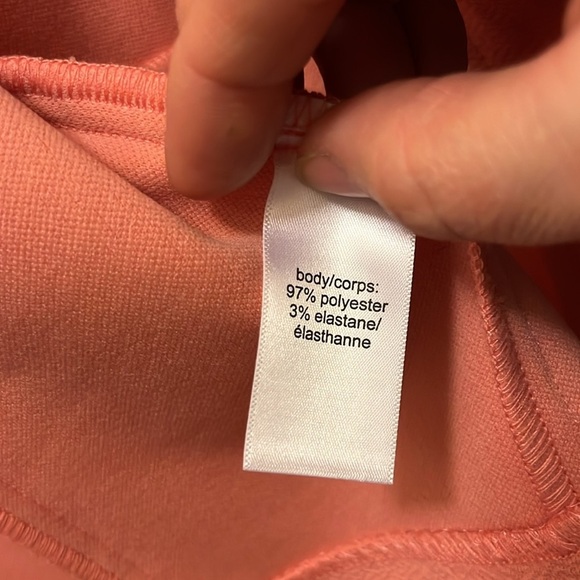 body/corps:
97% polyester
3% elastane/
élasthanne